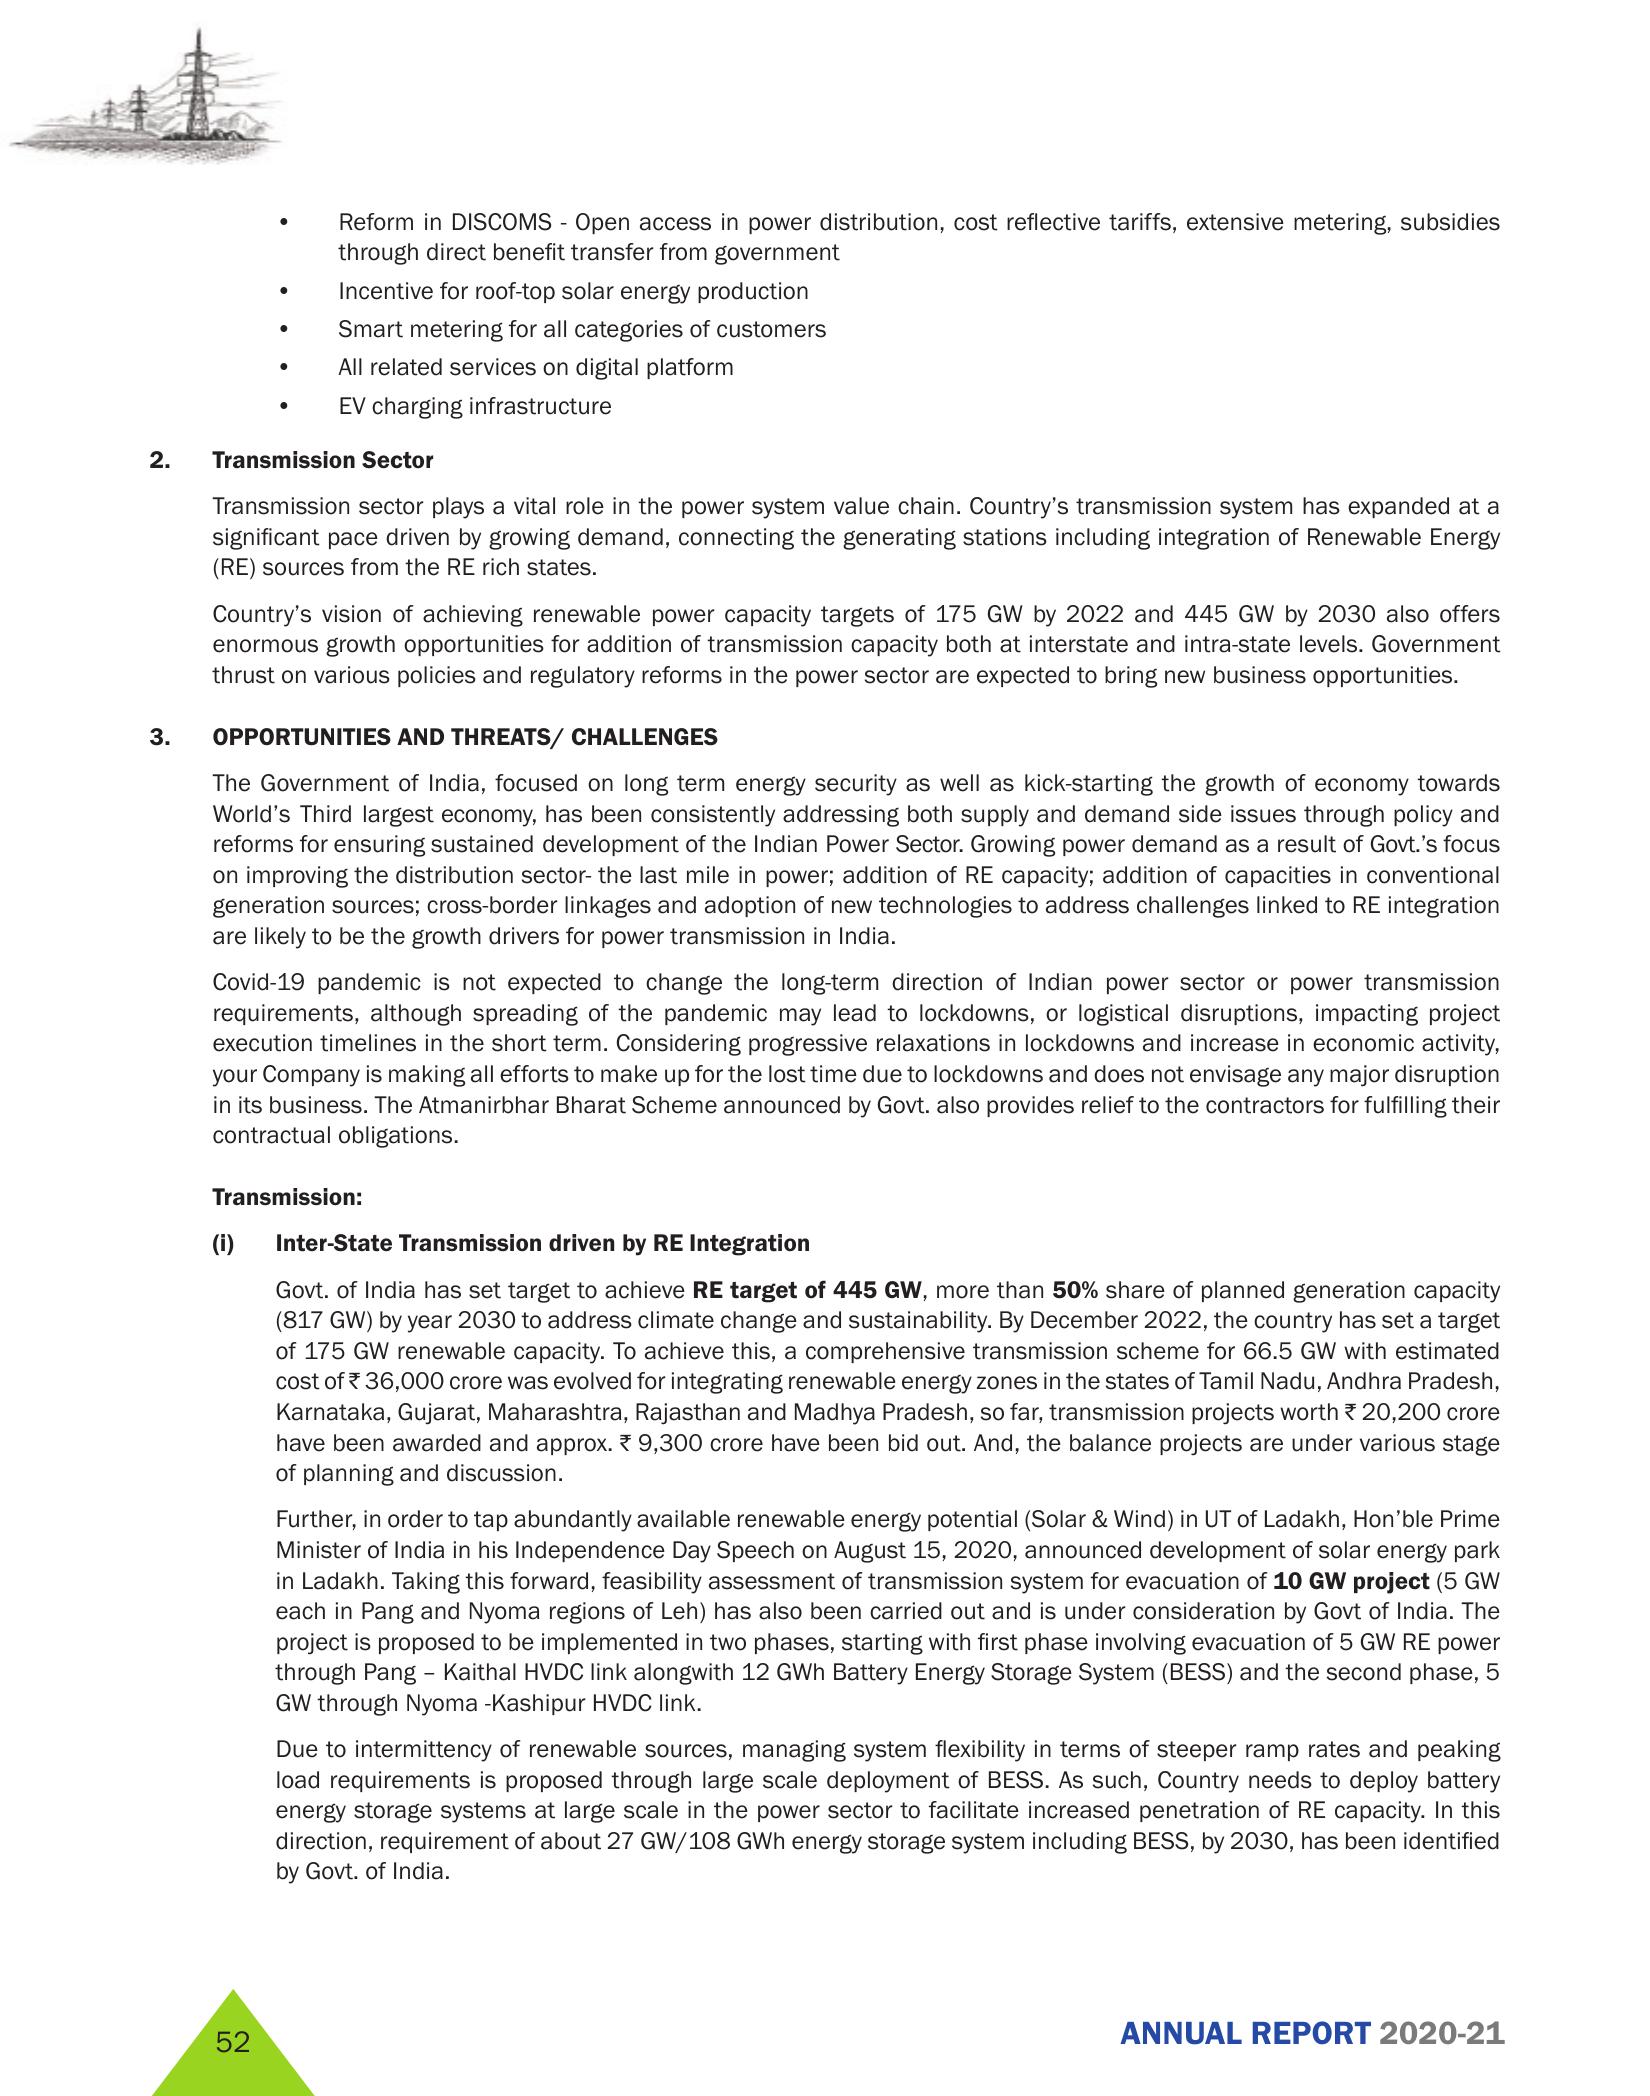 • Reform in DISCOMS - Open access in power distribution, cost reflective tariffs, extensive metering, subsidies
through direct benefit transfer from government
• Incentive for roof-top solar energy production
• Smart metering for all categories of customers
• All related services on digital platform
• EV charging infrastructure
2. Transmission Sector
Transmission sector plays a vital role in the power system value chain. Country's transmission system has expanded at a
significant pace driven by growing demand, connecting the generating stations including integration of Renewable Energy
(RE) sources from the RE rich states.
Country's vision of achieving renewable power capacity targets of 175 GW by 2022 and 445 GW by 2030 also offers
enormous growth opportunities for addition of transmission capacity both at interstate and intra-state levels. Government
thrust on various policies and regulatory reforms in the power sector are expected to bring new business opportunities.
3. OPPORTUNITIES AND THREATS/ CHALLENGES
The Government of India, focused on long term energy security as well as kick-starting the growth of economy towards
World's Third largest economy, has been consistently addressing both supply and demand side issues through policy and
reforms for ensuring sustained development of the Indian Power Sector. Growing power demand as a result of Govt.'s focus
on improving the distribution sector- the last mile in power; addition of RE capacity; addition of capacities in conventional
generation sources; cross-border linkages and adoption of new technologies to address challenges linked to RE integration
are likely to be the growth drivers for power transmission in India.
Covid-19 pandemic is not expected to change the long-term direction of Indian power sector or power transmission
requirements, although spreading of the pandemic may lead to lockdowns, or logistical disruptions, impacting project
execution timelines in the short term. Considering progressive relaxations in lockdowns and increase in economic activity,
your Company is making all efforts to make up for the lost time due to lockdowns and does not envisage any major disruption
in its business. The Atmanirbhar Bharat Scheme announced by Govt. also provides relief to the contractors for fulfilling their
contractual obligations.
Transmission:
(i) Inter-State Transmission driven by RE Integration
Govt. of India has set target to achieve RE target of 445 GW, more than 50% share of planned generation capacity
(817 GW) by year 2030 to address climate change and sustainability. By December 2022, the country has set a target
of 175 GW renewable capacity. To achieve this, a comprehensive transmission scheme for 66.5 GW with estimated
cost of ₹ 36,000 crore was evolved for integrating renewable energy zones in the states of Tamil Nadu, Andhra Pradesh,
Karnataka, Gujarat, Maharashtra, Rajasthan and Madhya Pradesh, so far, transmission projects worth ₹ 20,200 crore
have been awarded and approx. ₹ 9,300 crore have been bid out. And, the balance projects are under various stage
of planning and discussion.
Further, in order to tap abundantly available renewable energy potential (Solar & Wind) in UT of Ladakh, Hon'ble Prime
Minister of India in his Independence Day Speech on August 15, 2020, announced development of solar energy park
in Ladakh. Taking this forward, feasibility assessment of transmission system for evacuation of 10 GW project (5 GW
each in Pang and Nyoma regions of Leh) has also been carried out and is under consideration by Govt of India. The
project is proposed to be implemented in two phases, starting with first phase involving evacuation of 5 GW RE power
through Pang – Kaithal HVDC link alongwith 12 GWh Battery Energy Storage System (BESS) and the second phase, 5
GW through Nyoma -Kashipur HVDC link.
Due to intermittency of renewable sources, managing system flexibility in terms of steeper ramp rates and peaking
load requirements is proposed through large scale deployment of BESS. As such, Country needs to deploy battery
energy storage systems at large scale in the power sector to facilitate increased penetration of RE capacity. In this
direction, requirement of about 27 GW/108 GWh energy storage system including BESS, by 2030, has been identified
by Govt. of India.
52
ANNUAL REPORT 2020-21